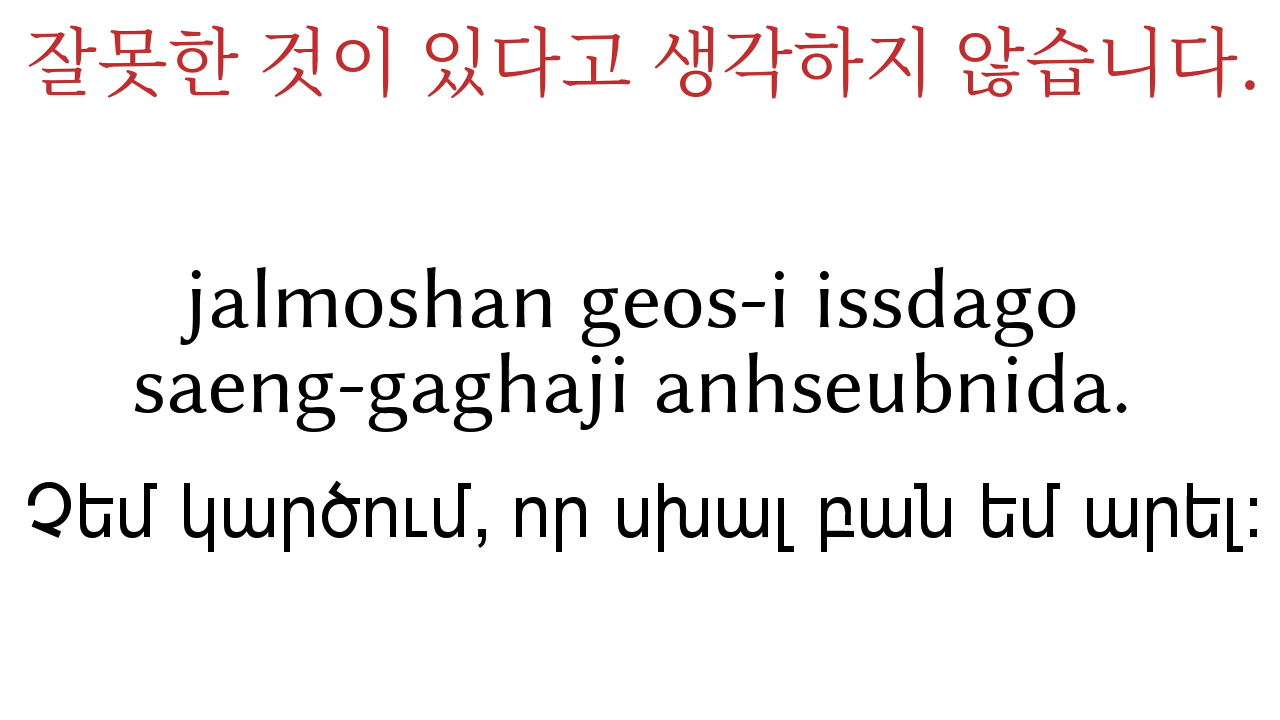 잘못한 것이 있다고 생각하지 않습니다.
jalmoshan geos-i issdago
saeng-gaghaji anhseubnida.
Չեմ կարծում, որ սխալ բան եմ արել: